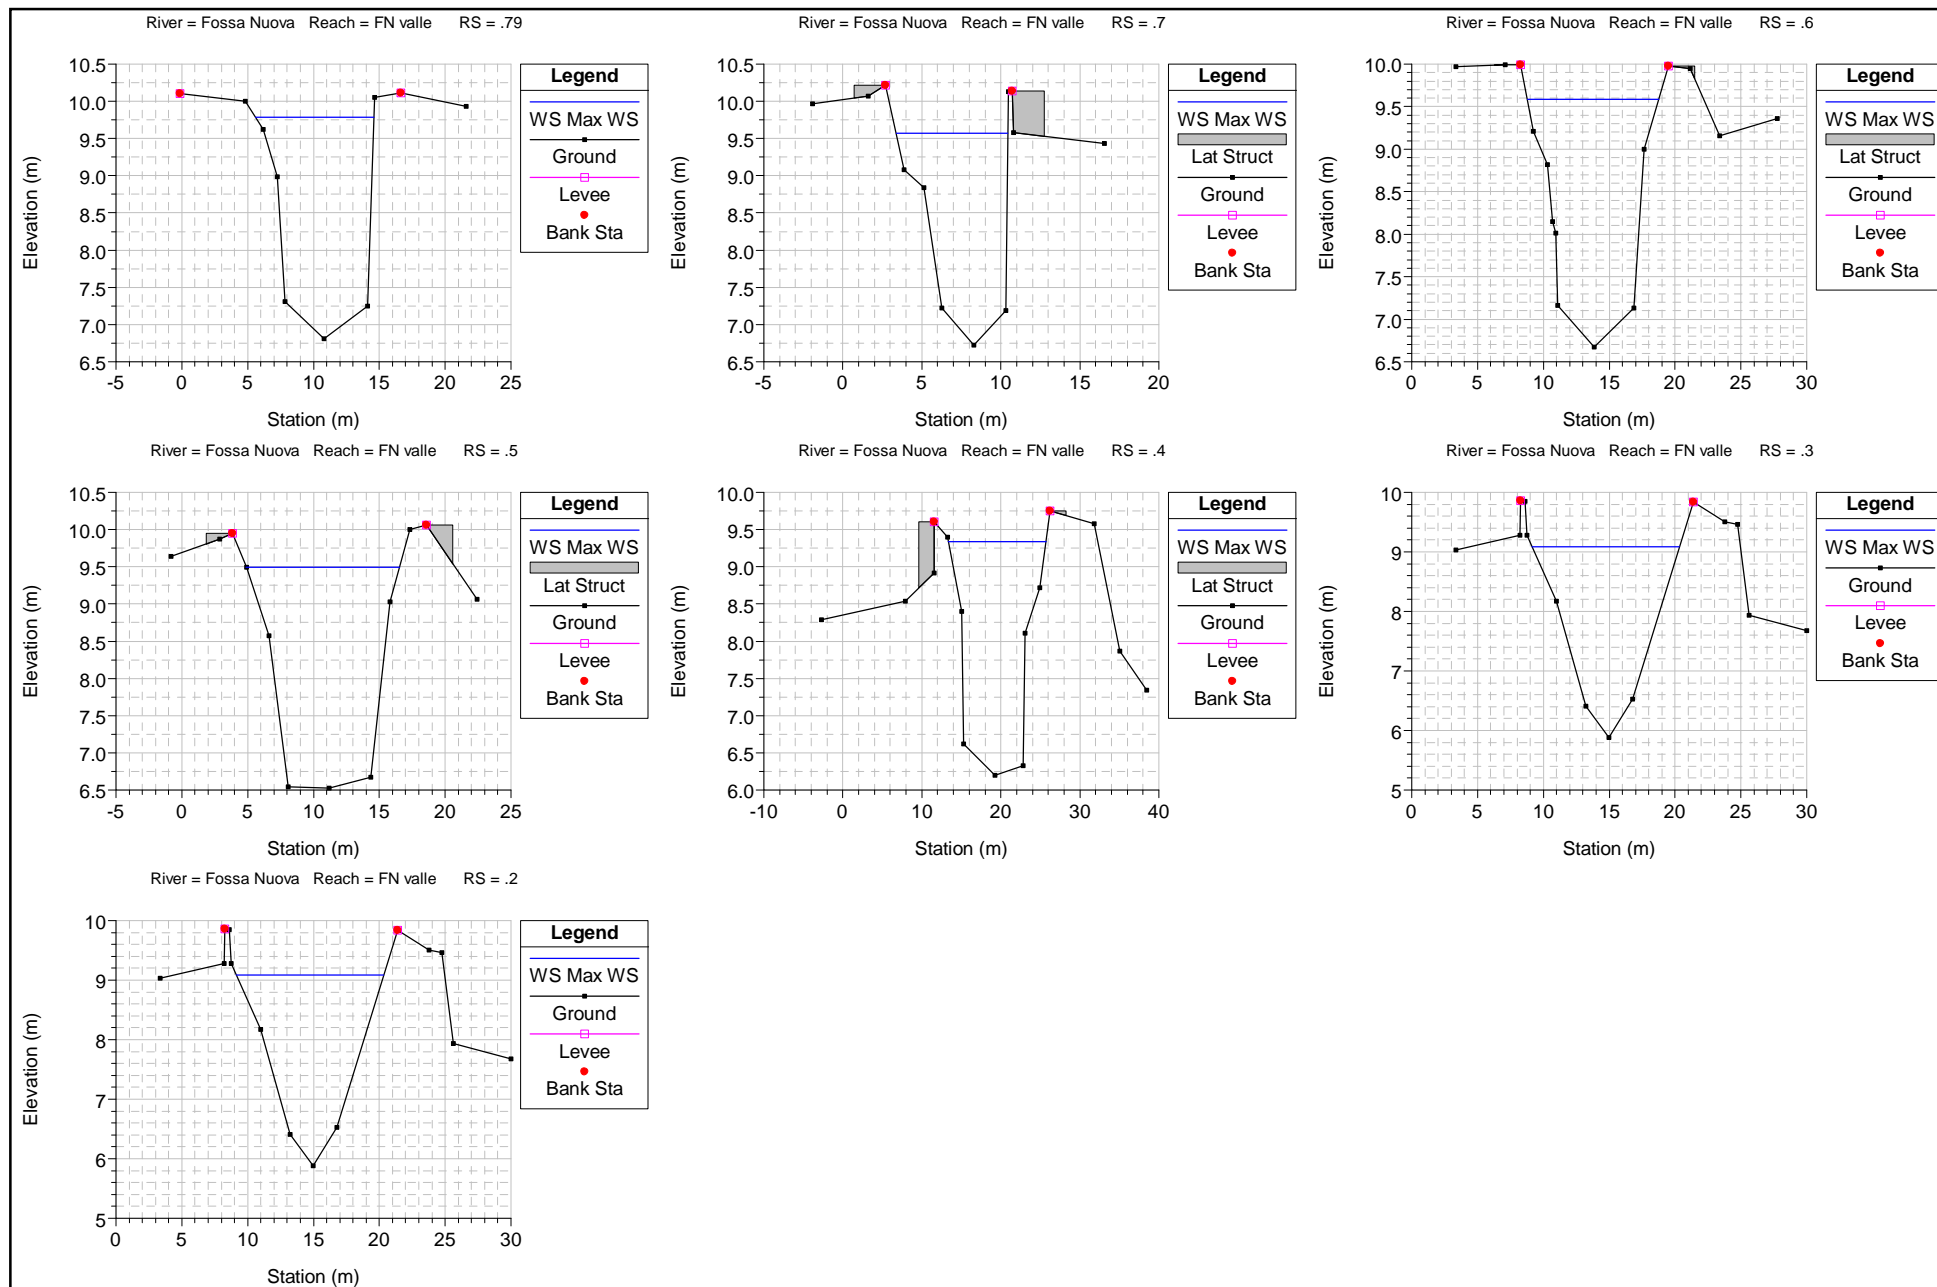 River = Fossa Nuova Reach = FN valle RS = .79
10.5
10.0
9.5
9.0
8.5
8.0
7.5
7.0
6.5
-5 0 5 10 15 20 25
Elevation (m)
Station (m)
Legend
WS Max WS
Ground
Levee
Bank Sta
River = Fossa Nuova Reach = FN valle RS = .7
10.5
10.0
9.5
9.0
8.5
8.0
7.5
7.0
6.5
-5 0 5 10 15 20
Elevation (m)
Station (m)
Legend
WS Max WS
Lat Struct
Ground
Levee
Bank Sta
River = Fossa Nuova Reach = FN valle RS = .6
10.0
9.5
9.0
8.5
8.0
7.5
7.0
6.5
0 5 10 15 20 25 30
Elevation (m)
Station (m)
Legend
WS Max WS
Lat Struct
Ground
Levee
Bank Sta
River = Fossa Nuova Reach = FN valle RS = .5
10.5
10.0
9.5
9.0
8.5
8.0
7.5
7.0
6.5
-5 0 5 10 15 20 25
Elevation (m)
Station (m)
Legend
WS Max WS
Lat Struct
Ground
Levee
Bank Sta
River = Fossa Nuova Reach = FN valle RS = .4
10.0
9.5
9.0
8.5
8.0
7.5
7.0
6.5
6.0
-10 0 10 20 30 40
Elevation (m)
Station (m)
Legend
WS Max WS
Lat Struct
Ground
Levee
Bank Sta
River = Fossa Nuova Reach = FN valle RS = .3
10
9
8
7
6
5
0 5 10 15 20 25 30
Elevation (m)
Station (m)
Legend
WS Max WS
Ground
Levee
Bank Sta
River = Fossa Nuova Reach = FN valle RS = .2
10
9
8
7
6
5
0 5 10 15 20 25 30
Elevation (m)
Station (m)
Legend
WS Max WS
Ground
Levee
Bank Sta